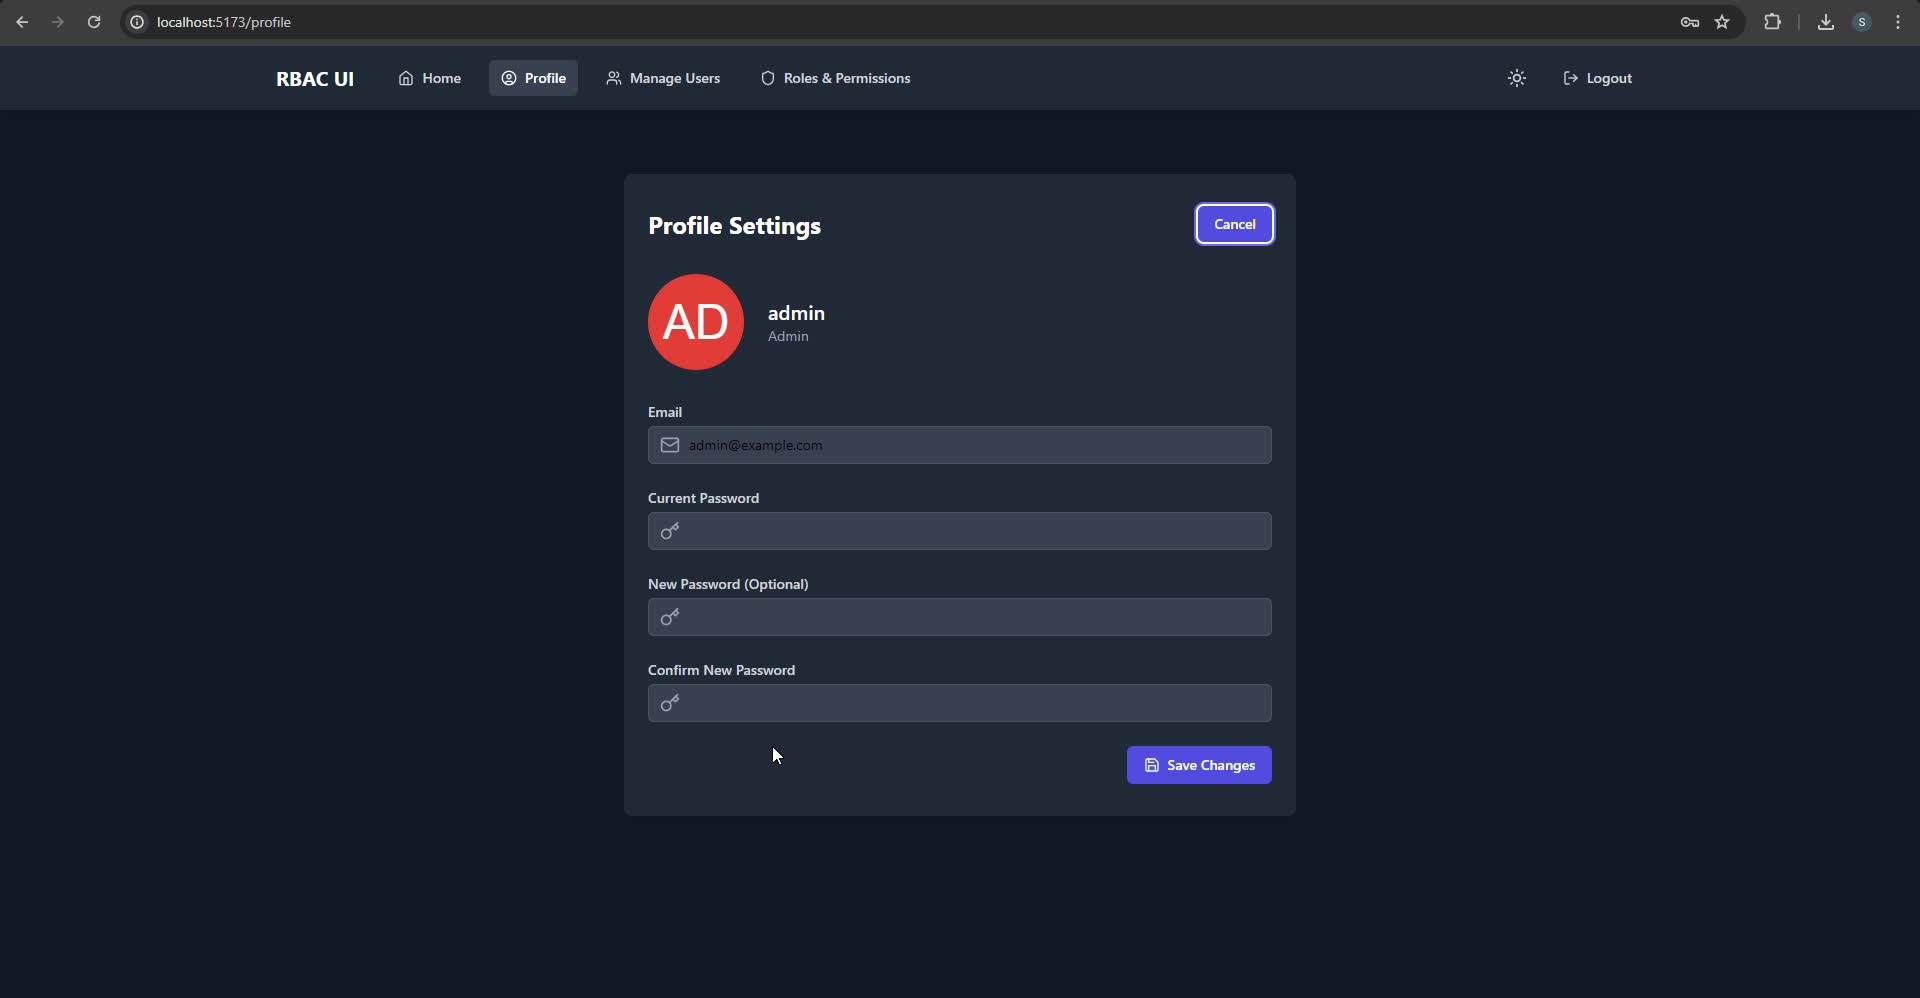 localhost:5173/profile
S
RBAC UI
Home
Profile
Manage Users
Roles & Permissions
Logout
Profile Settings
Cancel
AD
admin
Admin
Email
admin@example.com
Current Password
New Password (Optional)
Confirm New Password
Save Changes